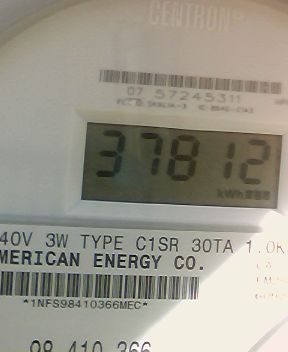 CENTRON
07 57245311
37812
kWh
40V 3W TYPE C1SR 30TA 1.0K
MERICAN ENERGY CO.
*1NFS98410366MEC*
98 410 366